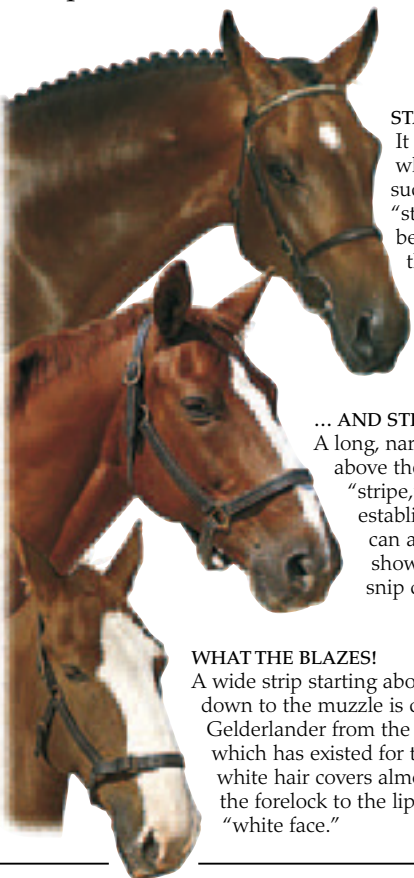 STA
It
wh
suc
"st
be
th
... AND STR
A long, nar
above the
"stripe,
establi
can a
show
snip o
WHAT THE BLAZES!
A wide strip starting abo
down to the muzzle is c
Gelderlander from the
which has existed for t
white hair covers almo
the forelock to the lip
"white face."